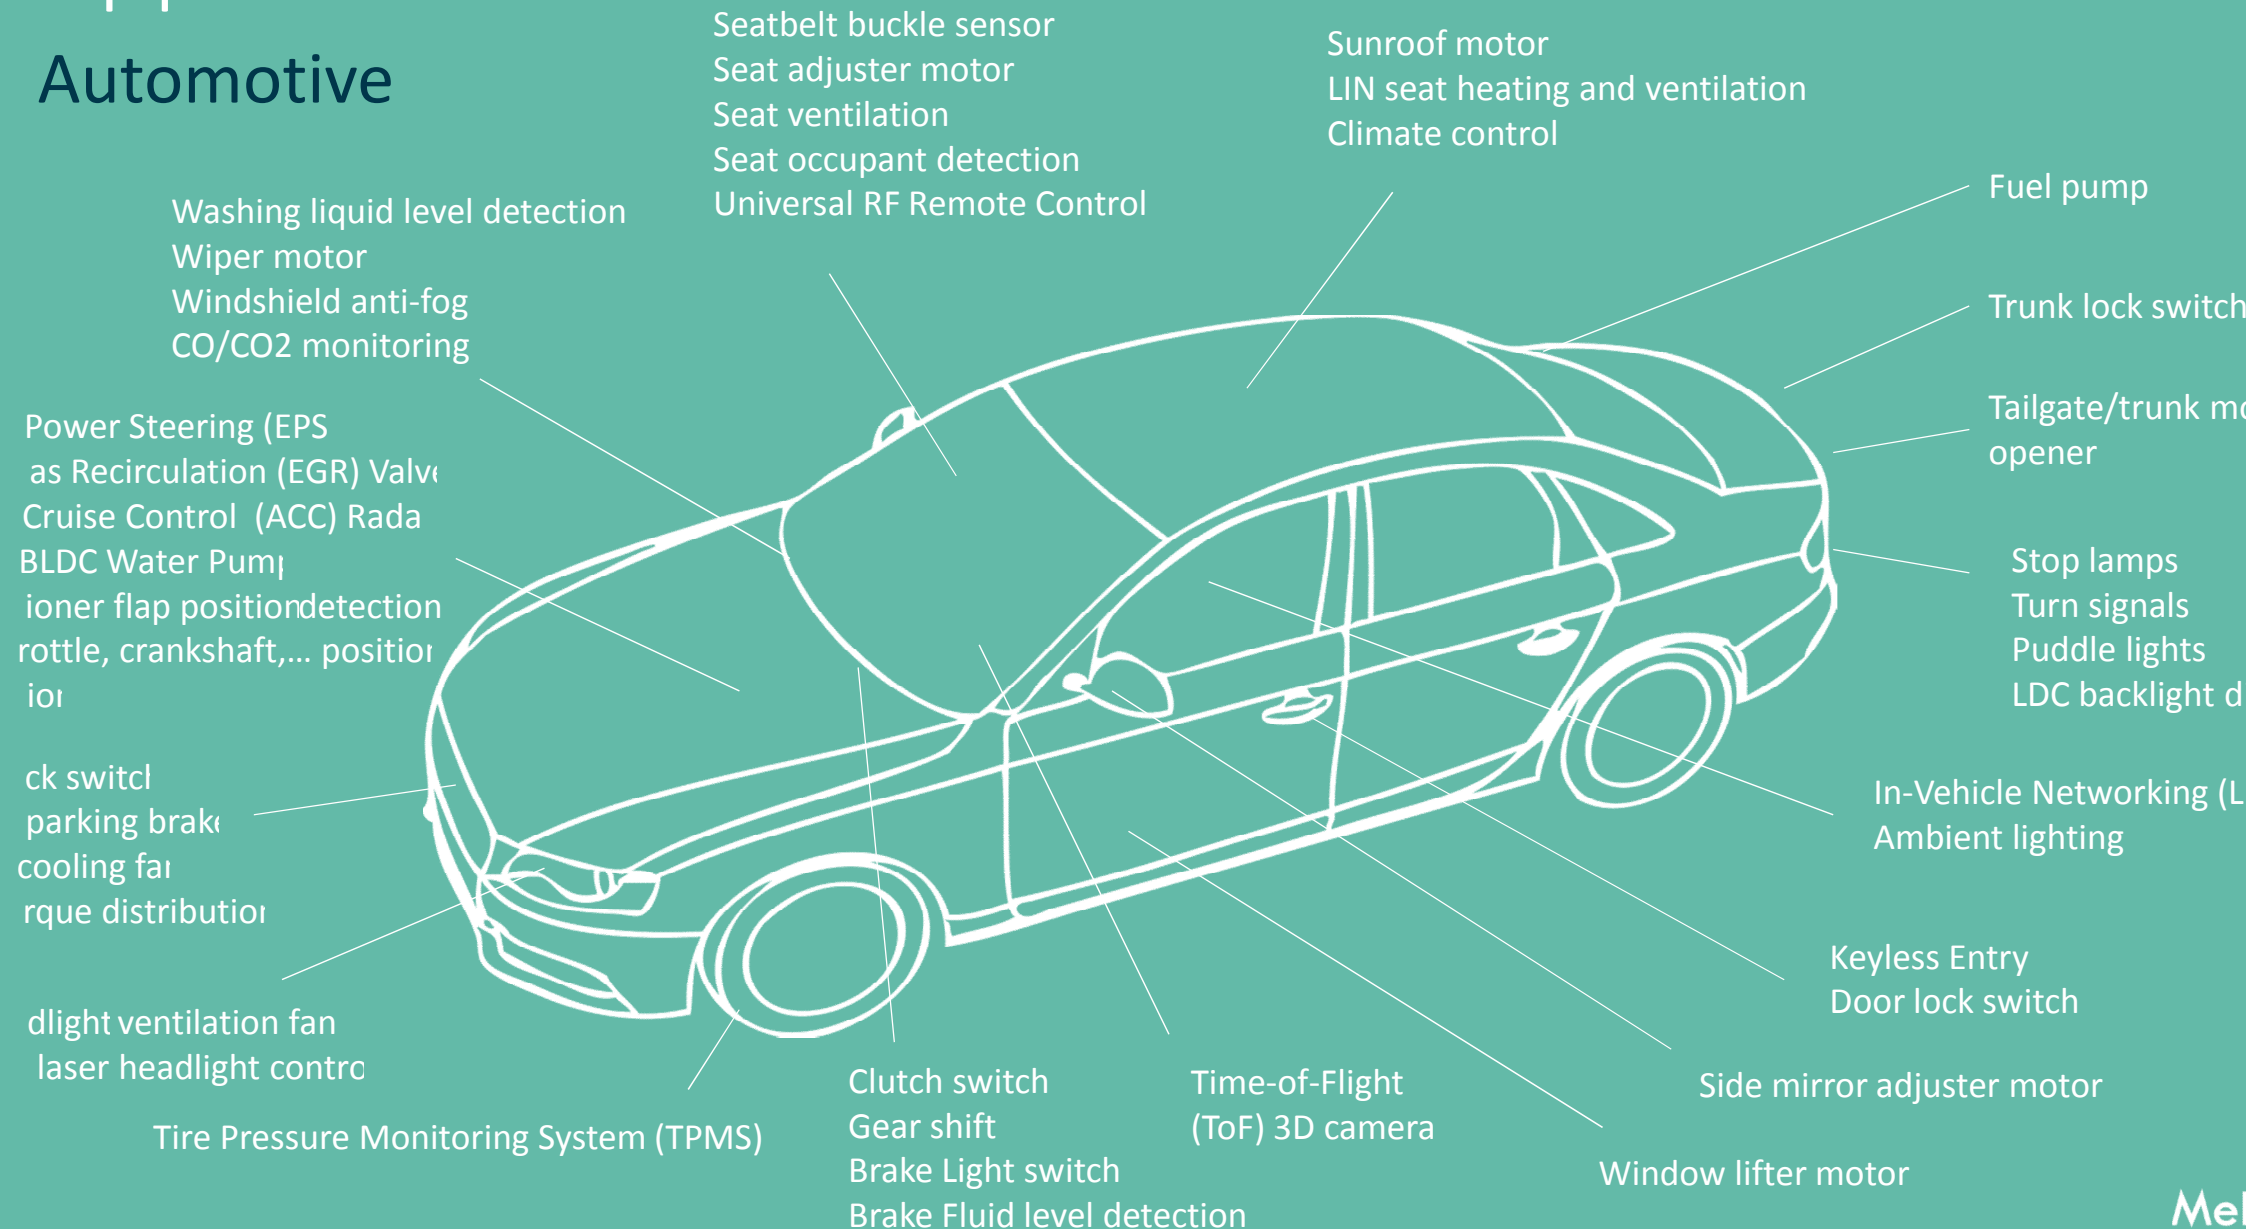 Automotive
Seatbelt buckle sensor
Seat adjuster motor
Seat ventilation
Seat occupant detection
Universal RF Remote Control
Sunroof motor
LIN seat heating and ventilation
Climate control
Washing liquid level detection
Wiper motor
Windshield anti-fog
CO/CO2 monitoring
Fuel pump
Trunk lock switch
Tailgate/trunk
opener
Power Steering (EPS
as Recirculation (EGR)
Cruise Control (ACC)
BLDC Water
ioner flap position detection
rottle, crankshaft,...
Stop lamps
Turn signals
Puddle lights
LDC backlight
ck
parking
cooling
rque
In-Vehicle Networking (L
Ambient lighting
Keyless Entry
Door lock switch
dlight ventilation fan
laser headlight
Tire Pressure Monitoring System (TPMS)
Clutch switch
Gear shift
Brake Light switch
Brake Fluid level detection
Time-of-Flight
(ToF) 3D camera
Side mirror adjuster motor
Window lifter motor